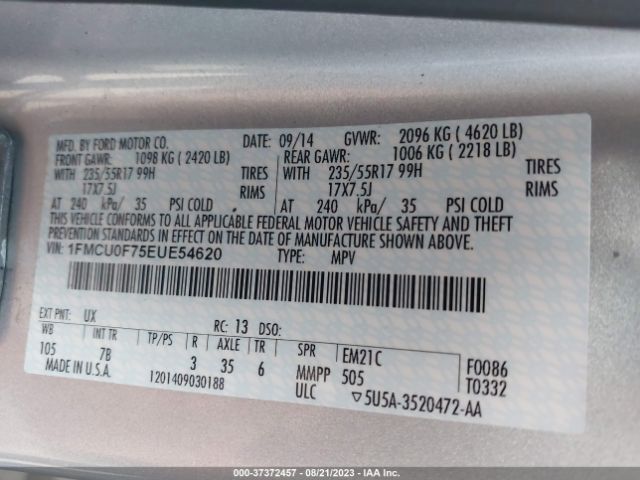 MFD. BY FORD MOTOR CO. DATE: 09/14 GVWR: 2096 KG ( 4620 LB)
FRONT GAWR: 1098 KG ( 2420 LB) REAR GAWR: 1006 KG ( 2218 LB)
WITH 235/55R17 99H TIRES WITH 235/55R17 99H TIRES
17X7.5J RIMS 17X7.5J RIMS
AT 240 kPa/ 35 PSI COLD AT 240 kPa/ 35 PSI COLD
THIS VEHICLE CONFORMS TO ALL APPLICABLE FEDERAL MOTOR VEHICLE SAFETY AND THEFT
PREVENTION STANDARDS IN EFFECT ON THE DATE OF MANUFACTURE SHOWN ABOVE.
VIN: 1FMCU0F75EUE54620 TYPE: MPV
EXT PNT: UX RC: 13 DSO:
WB INT TR TP/PS R AXLE TR SPR EM21C F0086
105 7B 3 35 6 MMPP 505 T0332
MADE IN U.S.A. 1201409030188 ULC ▽5U5A-3520472-AA
000-37372457 - 08/21/2023 - IAA Inc.